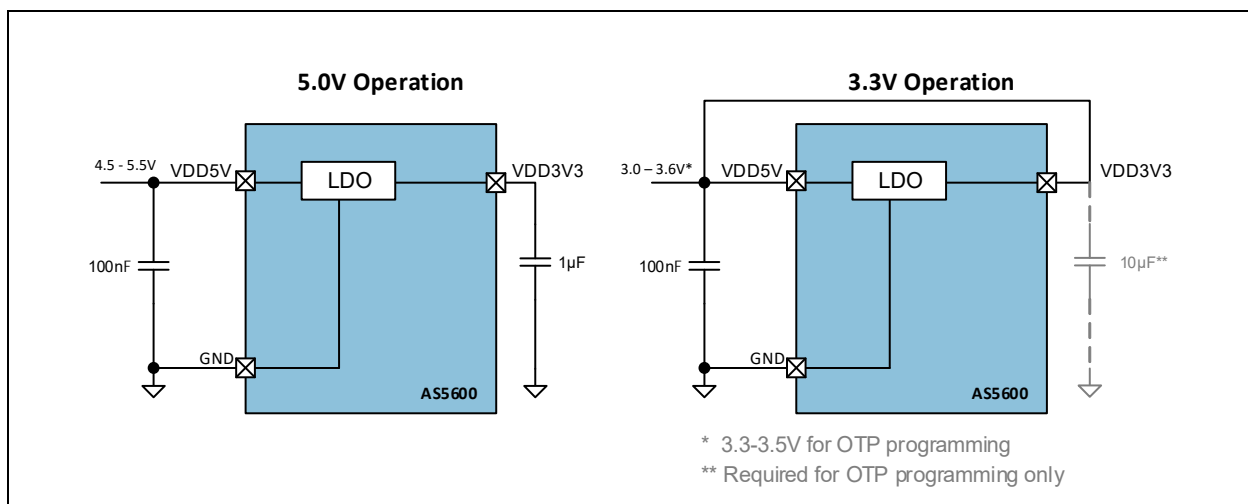 5.0V Operation
4.5 - 5.5V
VDD5V
LDO
VDD3V3
100nF
1µF
GND
AS5600
3.3V Operation
3.0 – 3.6V*
VDD5V
LDO
VDD3V3
100nF
10µF**
GND
AS5600
* 3.3-3.5V for OTP programming
** Required for OTP programming only